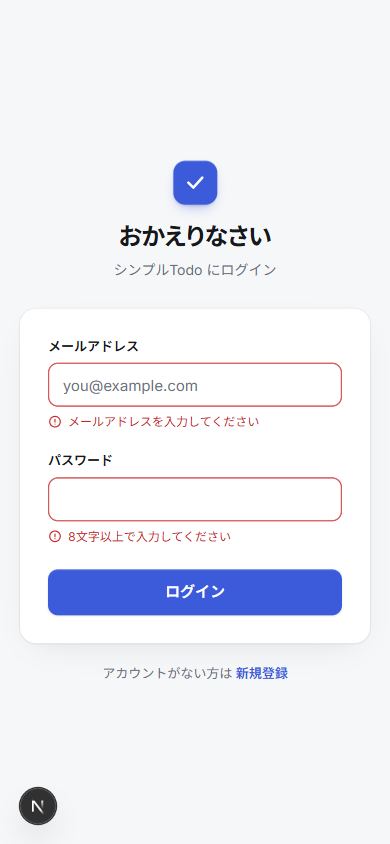 おかえりなさい
シンプルTodo にログイン
メールアドレス
you@example.com
メールアドレスを入力してください
パスワード
8文字以上で入力してください
ログイン
アカウントがない方は 新規登録
N